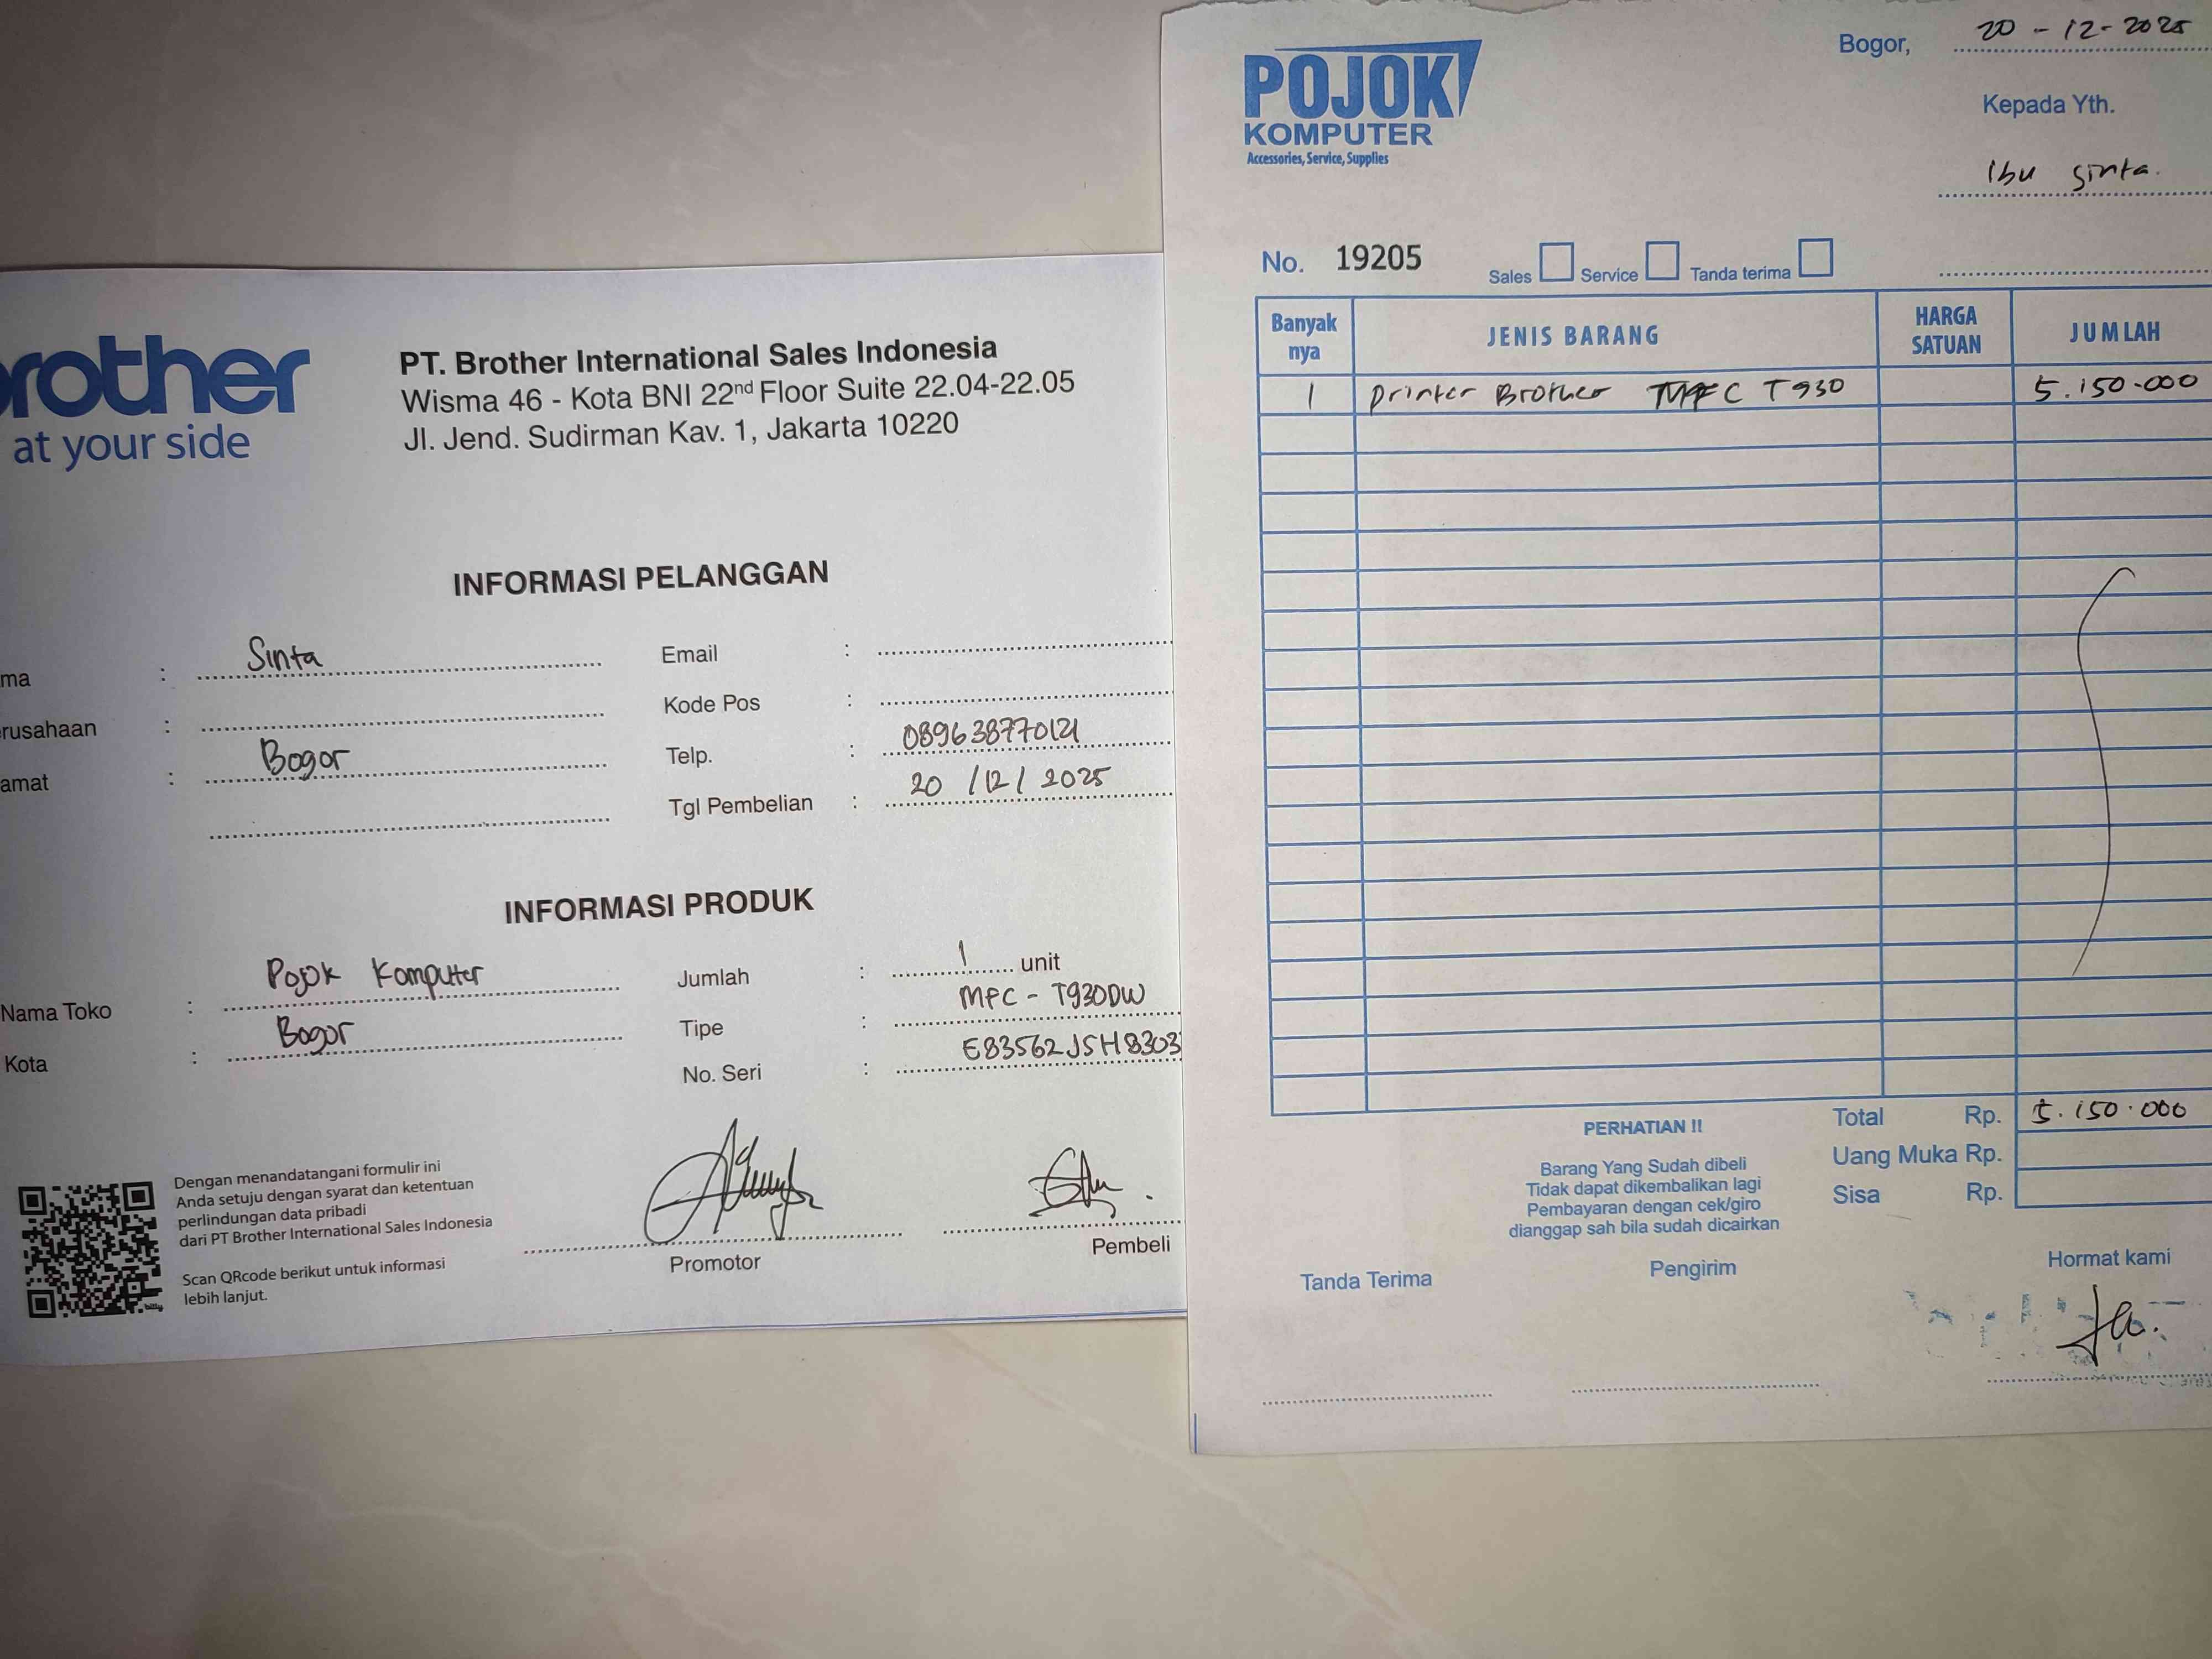 brother
at your side
PT. Brother International Sales Indonesia
Wisma 46 - Kota BNI 22nd Floor Suite 22.04-22.05
Jl. Jend. Sudirman Kav. 1, Jakarta 10220
INFORMASI PELANGGAN
ma : Sinta
rusahaan :
amat : Bogor
Email :
Kode Pos :
Telp. : 089638770121
Tgl Pembelian : 20 / 12 / 2025
INFORMASI PRODUK
Nama Toko : Pojok Komputer
Kota : Bogor
Jumlah : 1 unit
Tipe : MFC - T930DW
No. Seri : E83562J5H8303
Dengan menandatangani formulir ini
Anda setuju dengan syarat dan ketentuan
perlindungan data pribadi
dari PT Brother International Sales Indonesia
Scan QRcode berikut untuk informasi
lebih lanjut.
bitly
Promotor
Pembeli
POJOK
KOMPUTER
Accessories, Service, Supplies
Bogor, 20 - 12 - 2025
Kepada Yth.
Ibu Sinta.
No. 19205 Sales Service Tanda terima
Banyak nya JENIS BARANG HARGA SATUAN JUMLAH
1 Printer Brother MFC T930 5.150.000
Total Rp. 5.150.000
Uang Muka Rp.
Sisa Rp.
PERHATIAN !!
Barang Yang Sudah dibeli
Tidak dapat dikembalikan lagi
Pembayaran dengan cek/giro
dianggap sah bila sudah dicairkan
Tanda Terima
Pengirim
Hormat kami